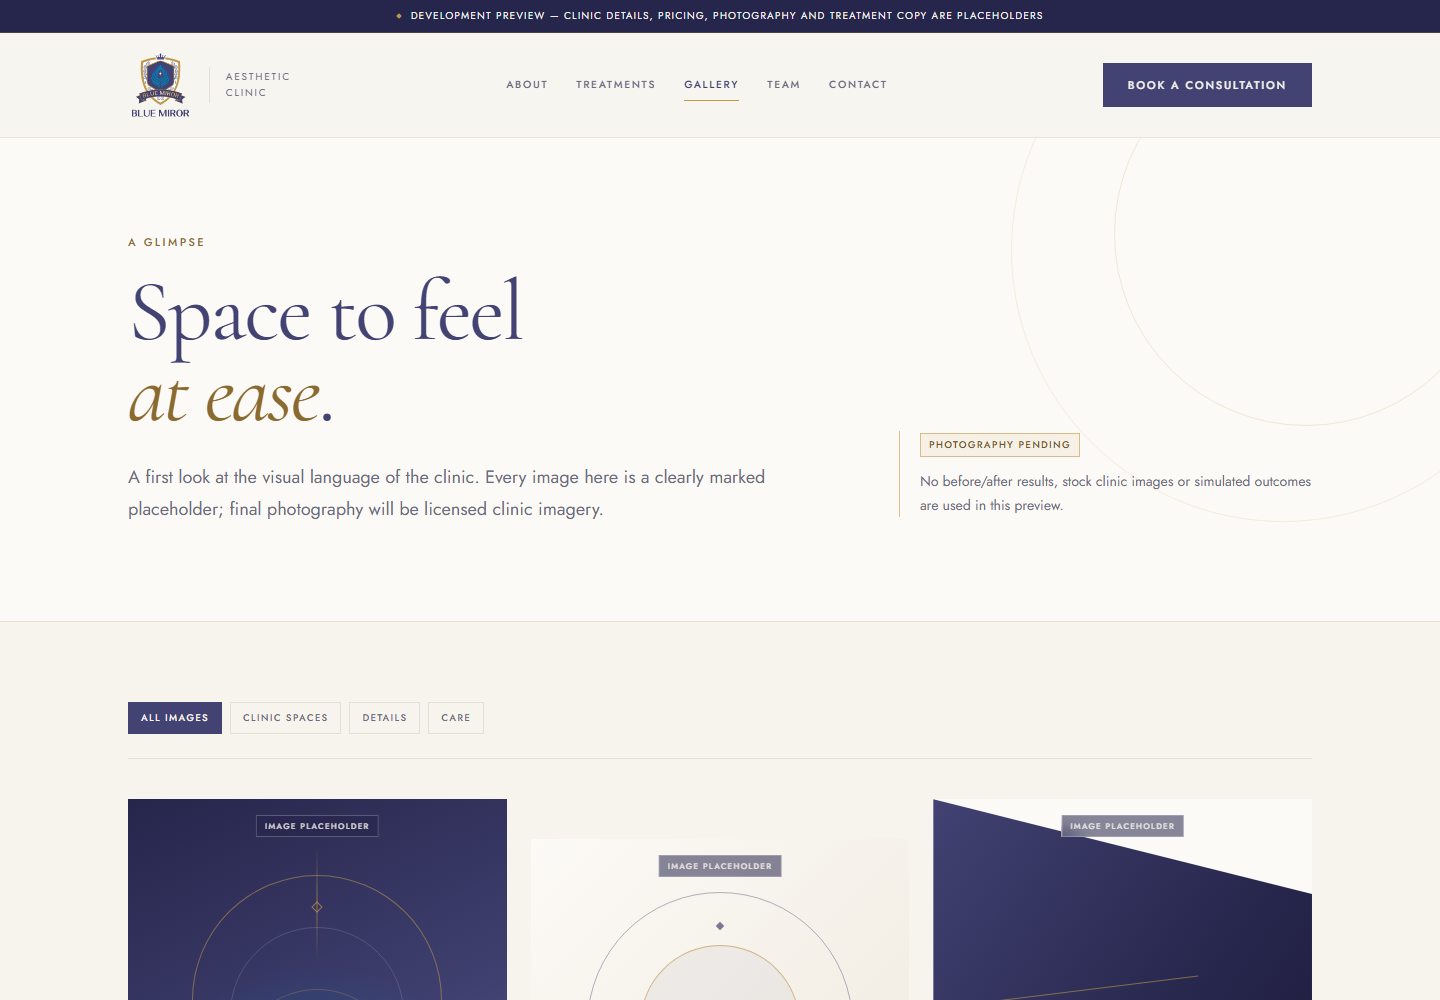 DEVELOPMENT PREVIEW — CLINIC DETAILS, PRICING, PHOTOGRAPHY AND TREATMENT COPY ARE PLACEHOLDERS
BLUE MIROR
BLUE MIROR
AESTHETIC
CLINIC
ABOUT
TREATMENTS
GALLERY
TEAM
CONTACT
BOOK A CONSULTATION
A GLIMPSE
Space to feel
at ease.
A first look at the visual language of the clinic. Every image here is a clearly marked
placeholder; final photography will be licensed clinic imagery.
PHOTOGRAPHY PENDING
No before/after results, stock clinic images or simulated outcomes
are used in this preview.
ALL IMAGES
CLINIC SPACES
DETAILS
CARE
IMAGE PLACEHOLDER
IMAGE PLACEHOLDER
IMAGE PLACEHOLDER